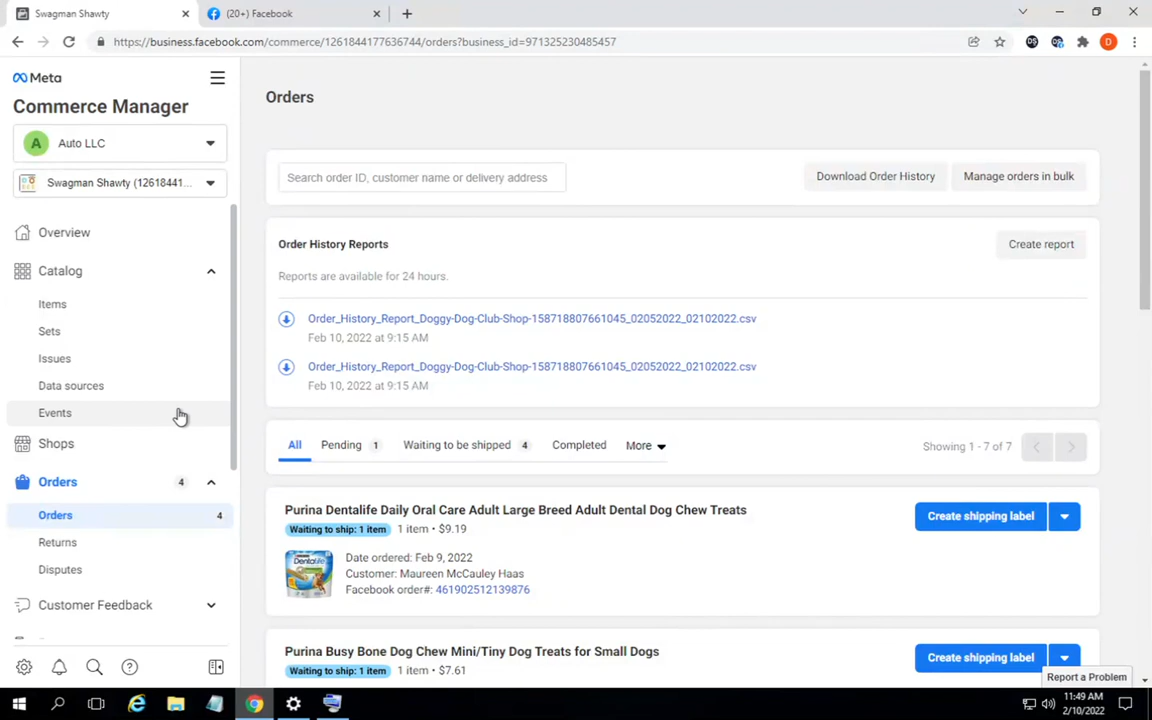 Swagman Shawty
(20+) Facebook
https://business.facebook.com/commerce/1261844177636744/orders?business_id=971325230485457
D
Meta
Commerce Manager
A
Auto LLC
Swagman Shawty (12618441...
Overview
Catalog
Items
Sets
Issues
Data sources
Events
Shops
Orders 4
Orders 4
Returns
Disputes
Customer Feedback
Orders
Search order ID, customer name or delivery address
Download Order History
Manage orders in bulk
Order History Reports
Create report
Reports are available for 24 hours.
Order_History_Report_Doggy-Dog-Club-Shop-158718807661045_02052022_02102022.csv
Feb 10, 2022 at 9:15 AM
Order_History_Report_Doggy-Dog-Club-Shop-158718807661045_02052022_02102022.csv
Feb 10, 2022 at 9:15 AM
All Pending 1 Waiting to be shipped 4 Completed More
Showing 1 - 7 of 7
Purina Dentalife Daily Oral Care Adult Large Breed Adult Dental Dog Chew Treats
Waiting to ship: 1 item 1 item • $9.19
Create shipping label
Date ordered: Feb 9, 2022
Customer: Maureen McCauley Haas
Facebook order#: 461902512139876
Purina Busy Bone Dog Chew Mini/Tiny Dog Treats for Small Dogs
Waiting to ship: 1 item 1 item • $7.61
Create shipping label
Report a Problem
11:49 AM
2/10/2022